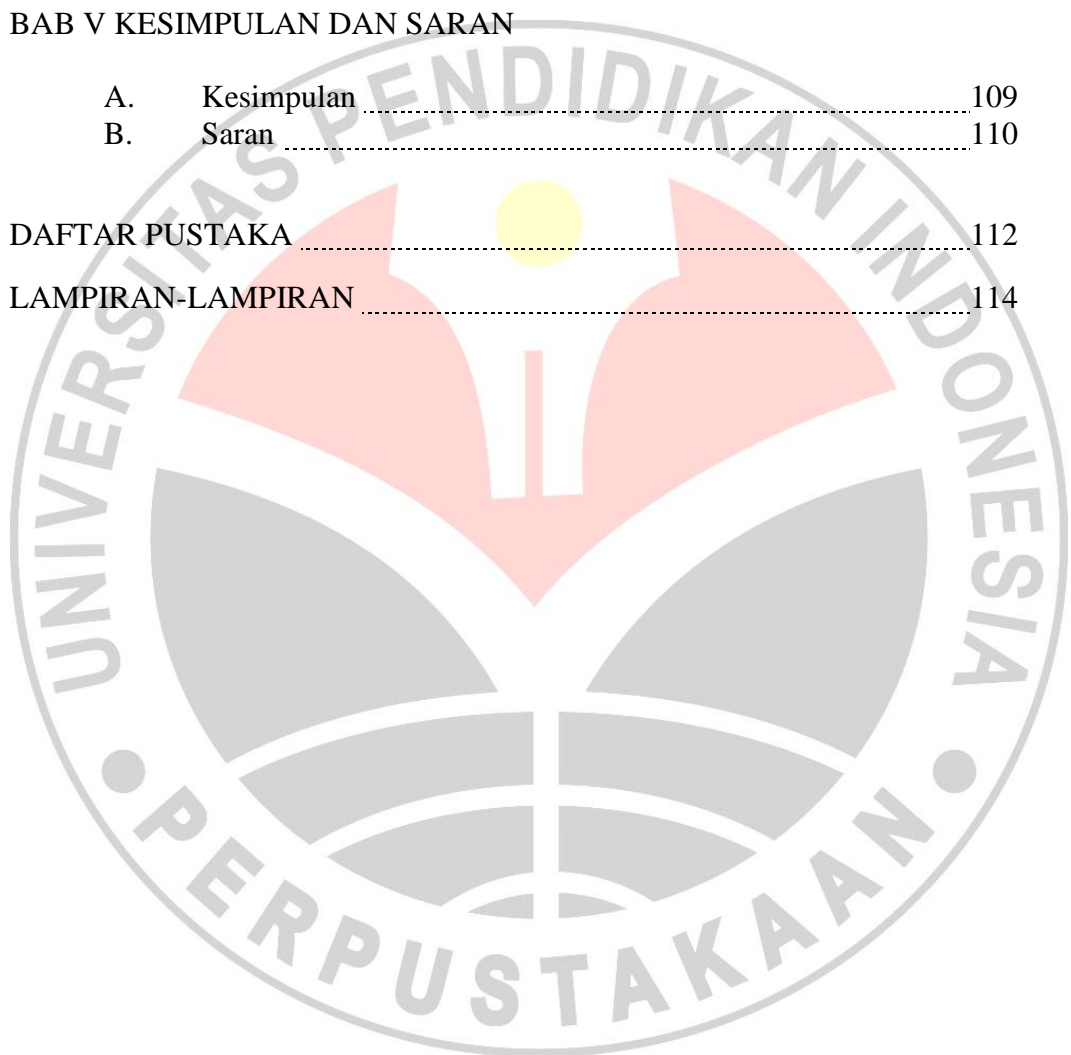 BAB V KESIMPULAN DAN SARAN
A. Kesimpulan 109
B. Saran 110
DAFTAR PUSTAKA 112
LAMPIRAN-LAMPIRAN 114
UNIVERSITAS PENDIDIKAN INDONESIA
PERPUSTAKAAN